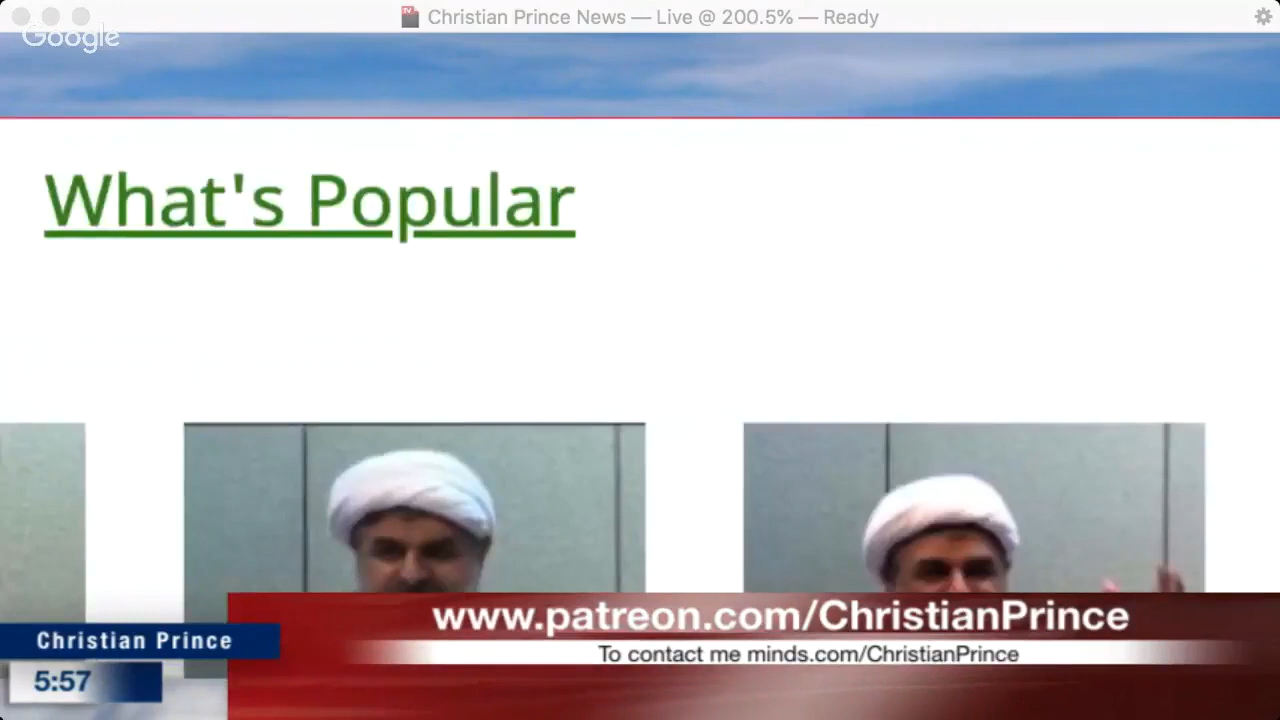 Christian Prince News — Live @ 200.5% — Ready
Google
What's Popular
www.patreon.com/ChristianPrince
Christian Prince
To contact me minds.com/ChristianPrince
5:57